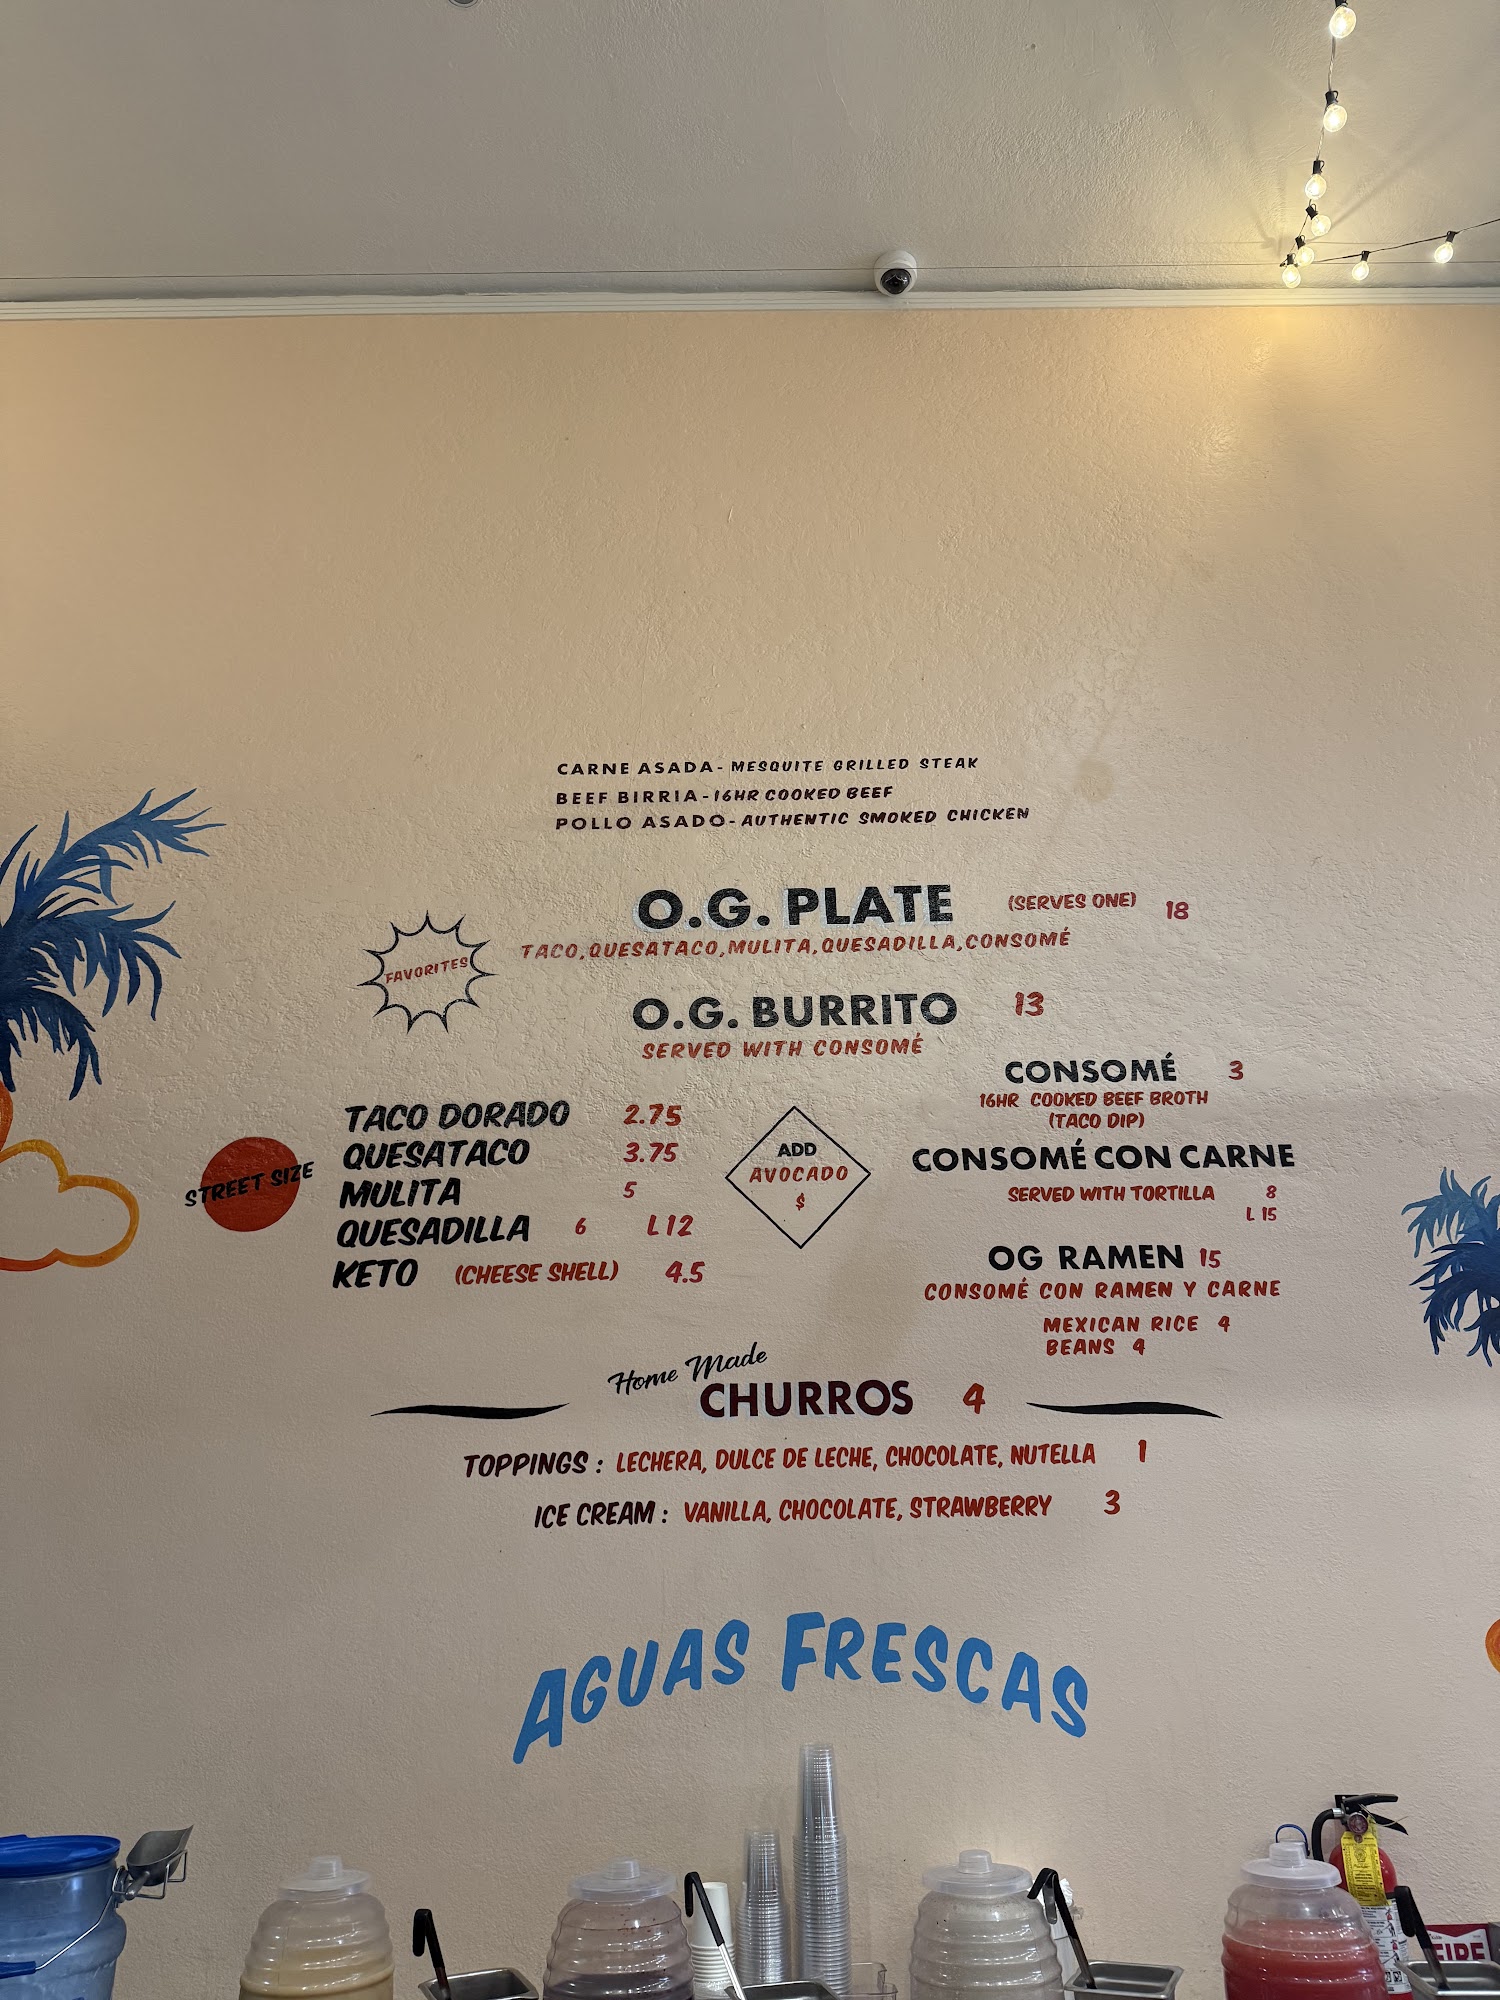 CARNE ASADA - MESQUITE GRILLED STEAK
BEEF BIRRIA - 16HR COOKED BEEF
POLLO ASADO - AUTHENTIC SMOKED CHICKEN
O.G. PLATE (SERVES ONE) 18
TACO, QUESATACO, MULITA, QUESADILLA, CONSOMÉ
FAVORITES
O.G. BURRITO 13
SERVED WITH CONSOMÉ
STREET SIZE
TACO DORADO 2.75
QUESATACO 3.75
MULITA 5
QUESADILLA 6 L 12
KETO (CHEESE SHELL) 4.5
ADD
AVOCADO
$
CONSOMÉ 3
16HR COOKED BEEF BROTH
(TACO DIP)
CONSOMÉ CON CARNE
SERVED WITH TORTILLA 8
L 15
OG RAMEN 15
CONSOMÉ CON RAMEN Y CARNE
MEXICAN RICE 4
BEANS 4
Home Made
CHURROS 4
TOPPINGS : LECHERA, DULCE DE LECHE, CHOCOLATE, NUTELLA 1
ICE CREAM : VANILLA, CHOCOLATE, STRAWBERRY 3
AGUAS FRESCAS
FIRE